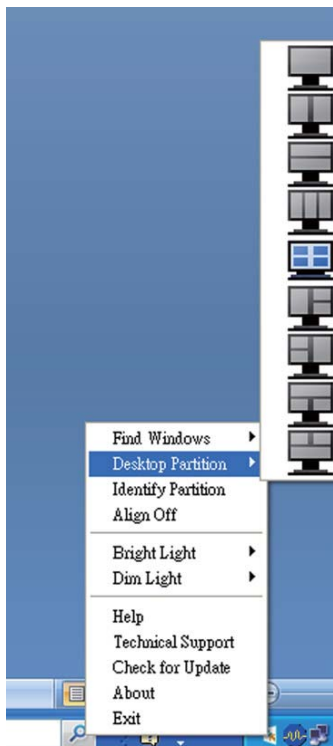 Find Windows
Desktop Partition
Identify Partition
Align Off
Bright Light
Dim Light
Help
Technical Support
Check for Update
About
Exit